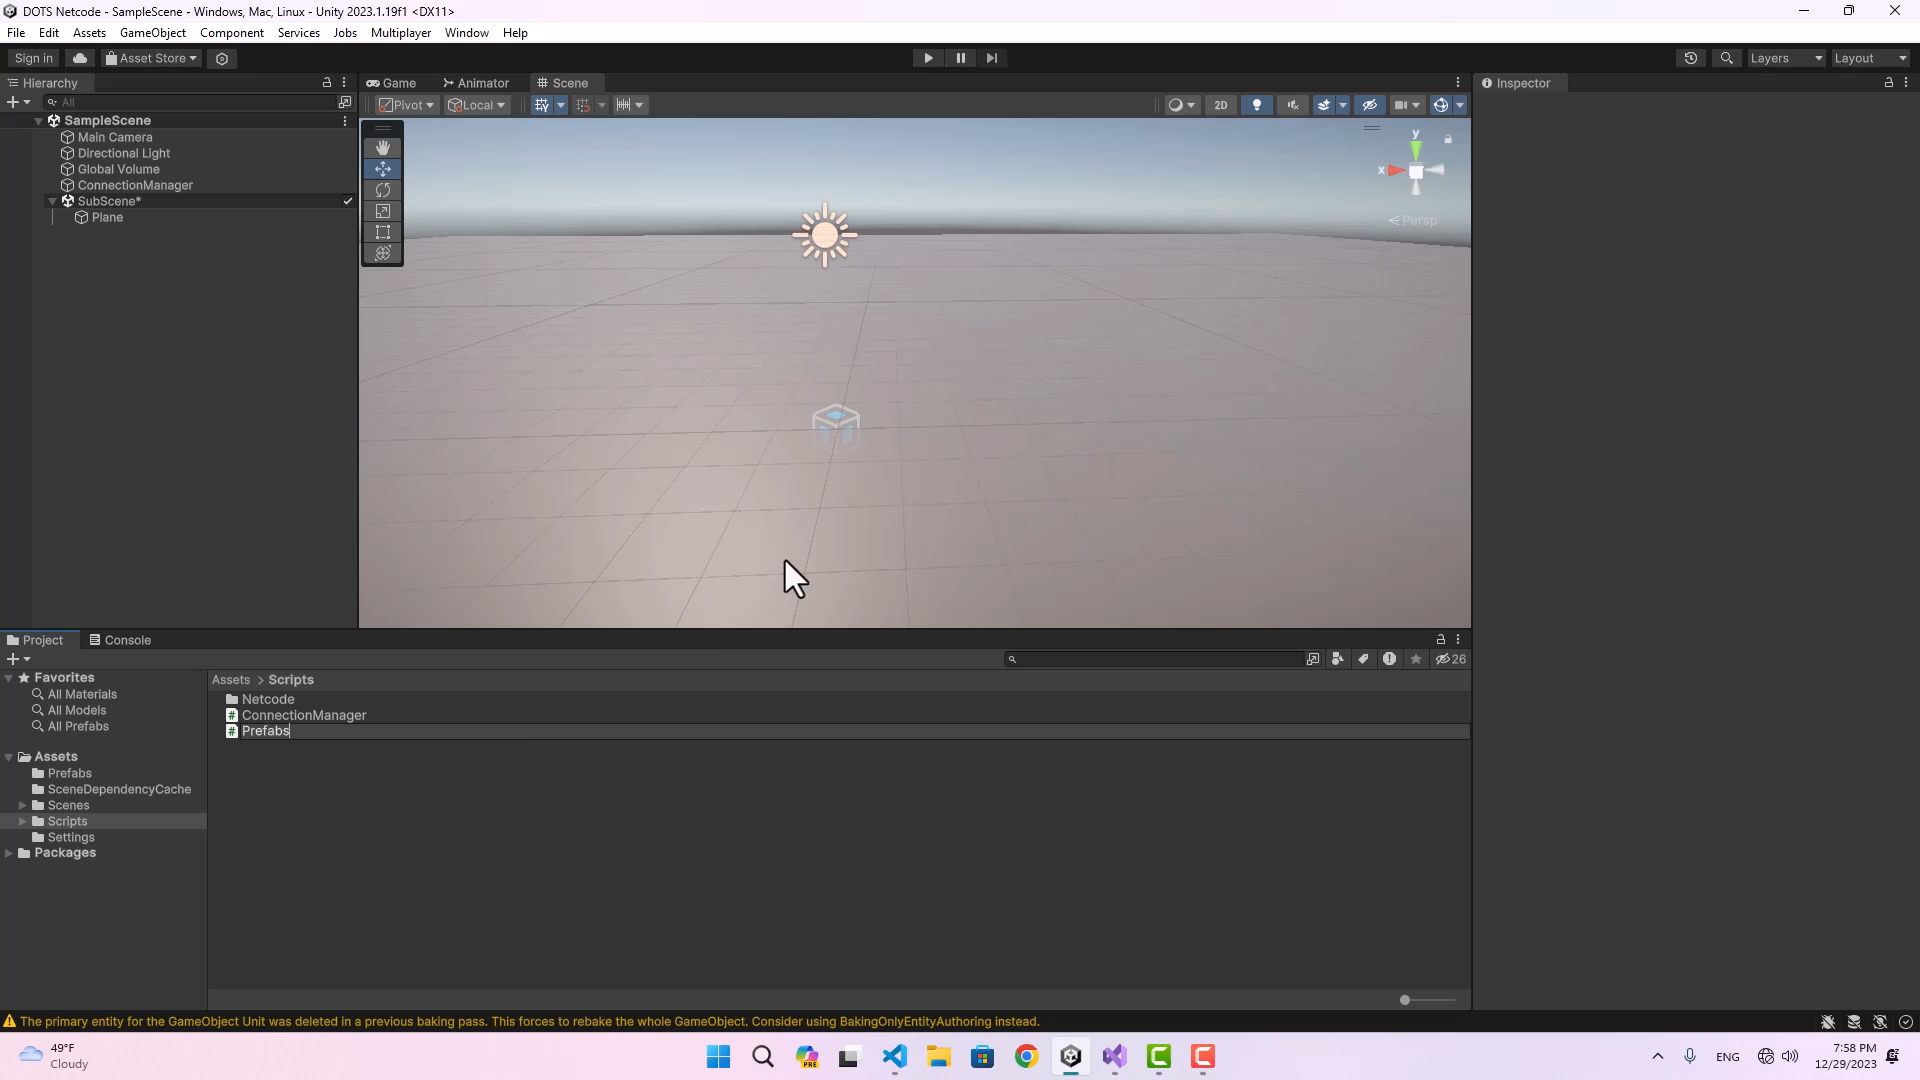 DOTS Netcode - SampleScene - Windows, Mac, Linux - Unity 2023.1.19f1 <DX11>
File Edit Assets GameObject Component Services Jobs Multiplayer Window Help
Sign in Asset Store Layers Layout
Hierarchy Game Animator Scene Inspector
All Pivot Local 2D
SampleScene
Main Camera
Directional Light
Global Volume
ConnectionManager
SubScene*
Plane
y
x
Persp
Project Console
26
Favorites
All Materials
All Models
All Prefabs
Assets
Prefabs
SceneDependencyCache
Scenes
Scripts
Settings
Packages
Assets > Scripts
Netcode
ConnectionManager
Prefabs
The primary entity for the GameObject Unit was deleted in a previous baking pass. This forces to rebake the whole GameObject. Consider using BakingOnlyEntityAuthoring instead.
49°F
Cloudy
PRE
ENG
7:58 PM
12/29/2023